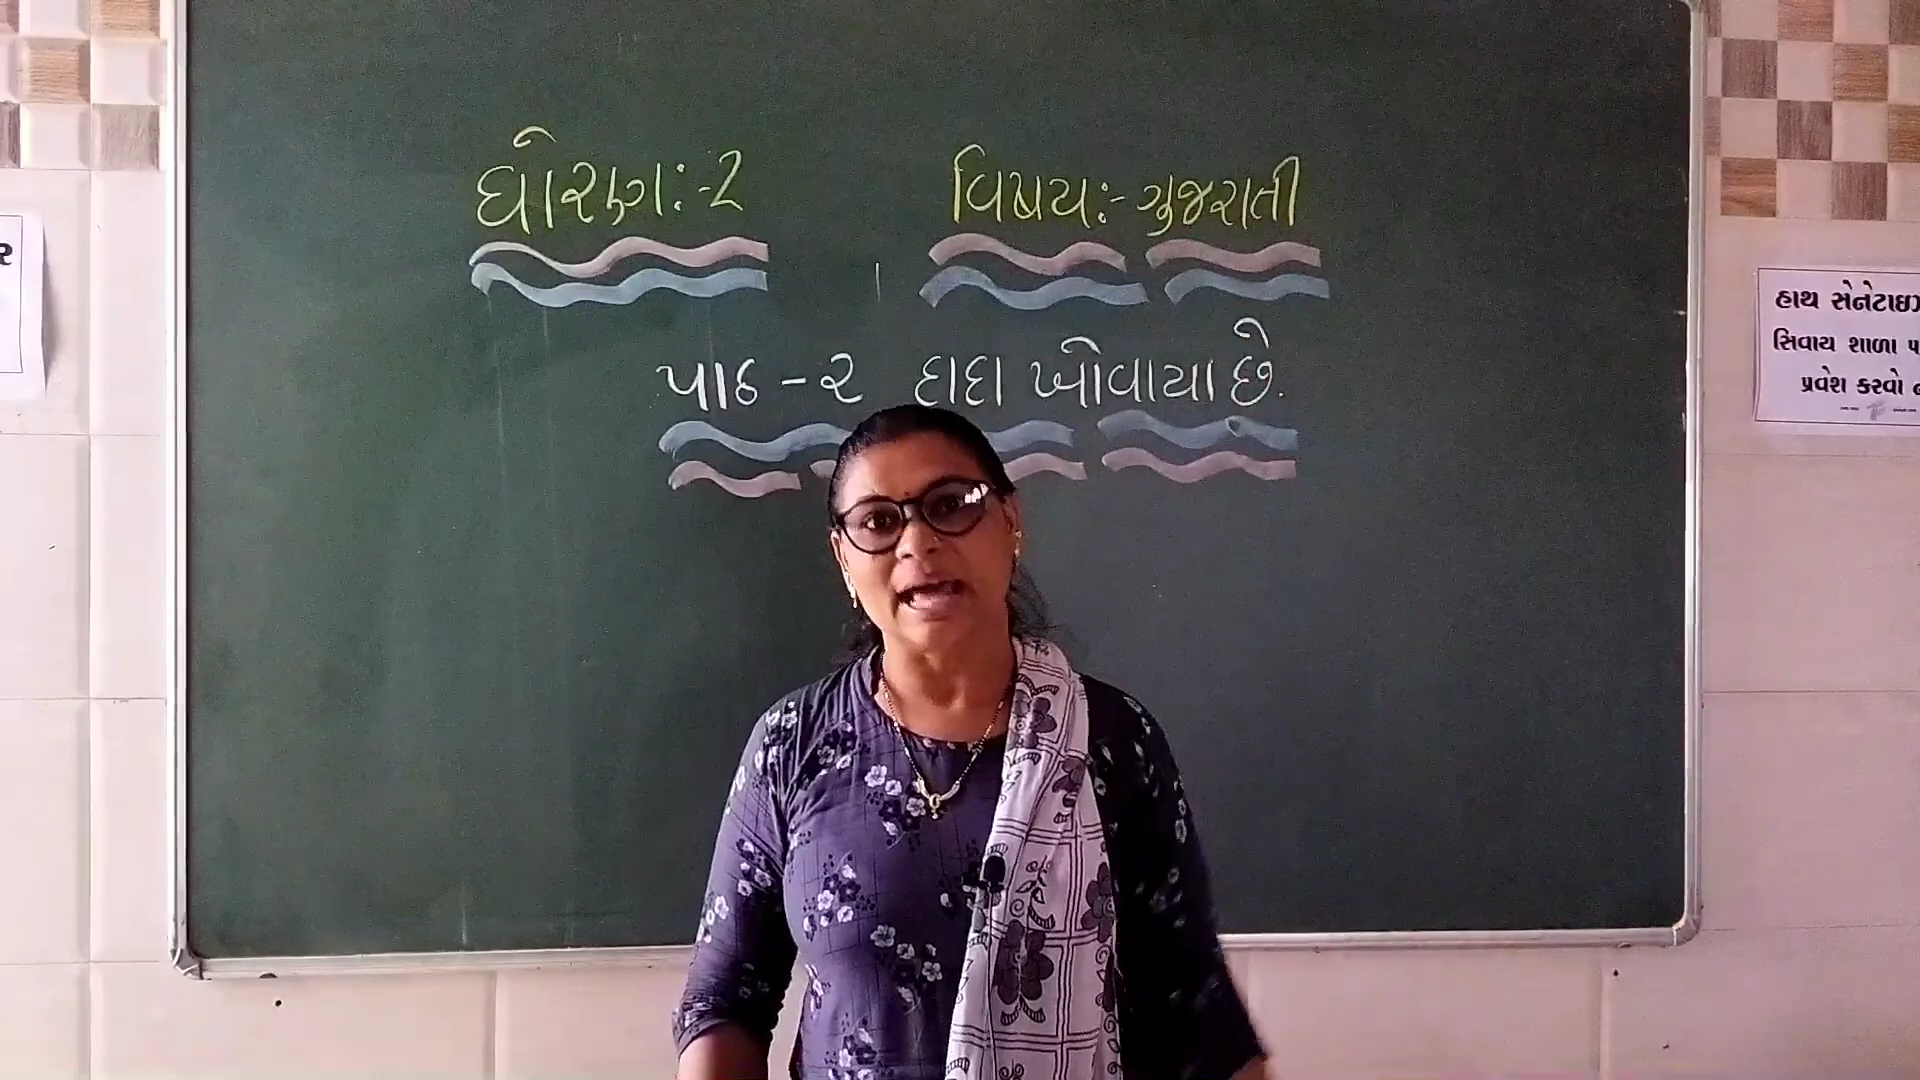 ધોરણ:-2
વિષય:- ગુજરાતી
પાઠ - ૨ દાદા ખોવાયા છે.
ર
હાથ સેનેટાઇઝ
સિવાય શાળા
પ્રવેશ કરવો